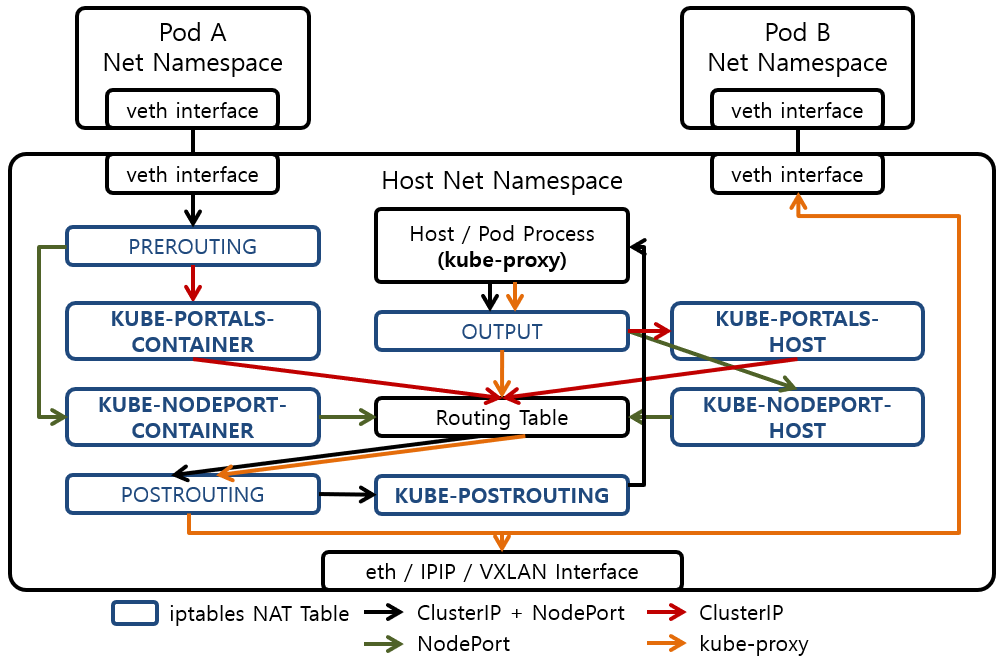 Pod A
Net Namespace
veth interface
Pod B
Net Namespace
veth interface
veth interface
Host Net Namespace
veth interface
PREROUTING
Host / Pod Process
(kube-proxy)
KUBE-PORTALS-
CONTAINER
OUTPUT
KUBE-PORTALS-
HOST
KUBE-NODEPORT-
CONTAINER
Routing Table
KUBE-NODEPORT-
HOST
POSTROUTING
KUBE-POSTROUTING
eth / IPIP / VXLAN Interface
iptables NAT Table
ClusterIP + NodePort
ClusterIP
NodePort
kube-proxy